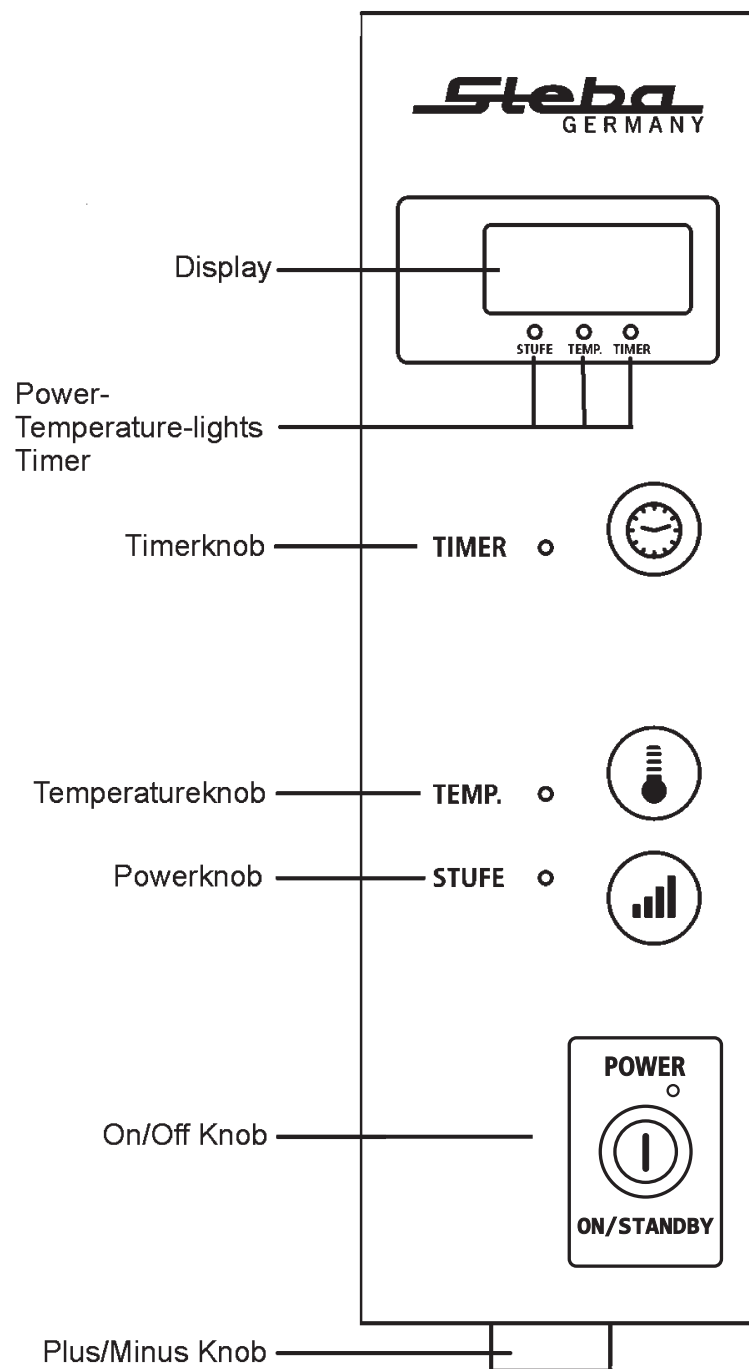 Steba
GERMANY
Display
STUFE TEMP. TIMER
Power-
Temperature-lights
Timer
Timerknob
TIMER
Temperatureknob
TEMP.
Powerknob
STUFE
POWER
On/Off Knob
ON/STANDBY
Plus/Minus Knob